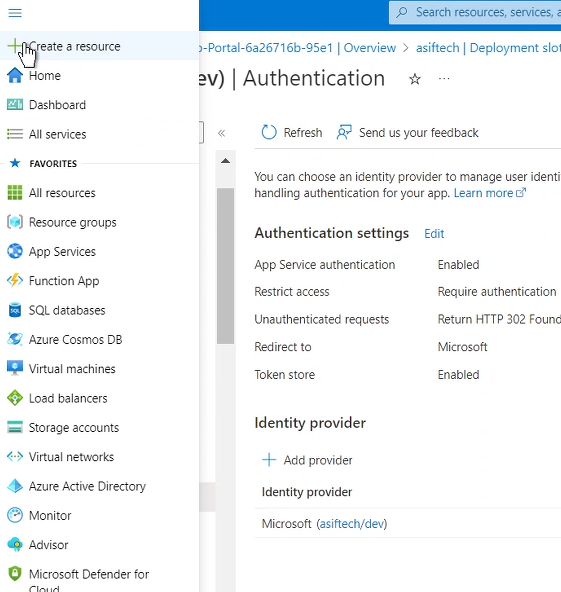 Search resources, services, a
Create a resource
b-Portal-6a26716b-95e1 | Overview > asiftech | Deployment slot
Home
ev) | Authentication
Dashboard
All services
Refresh
Send us your feedback
FAVORITES
All resources
Resource groups
App Services
Function App
SQL databases
Azure Cosmos DB
Virtual machines
Load balancers
Storage accounts
Virtual networks
Azure Active Directory
Monitor
Advisor
Microsoft Defender for
Cloud
You can choose an identity provider to manage user identi
handling authentication for your app. Learn more
Authentication settings Edit
App Service authentication Enabled
Restrict access Require authentication
Unauthenticated requests Return HTTP 302 Found
Redirect to Microsoft
Token store Enabled
Identity provider
Add provider
Identity provider
Microsoft (asiftech/dev)